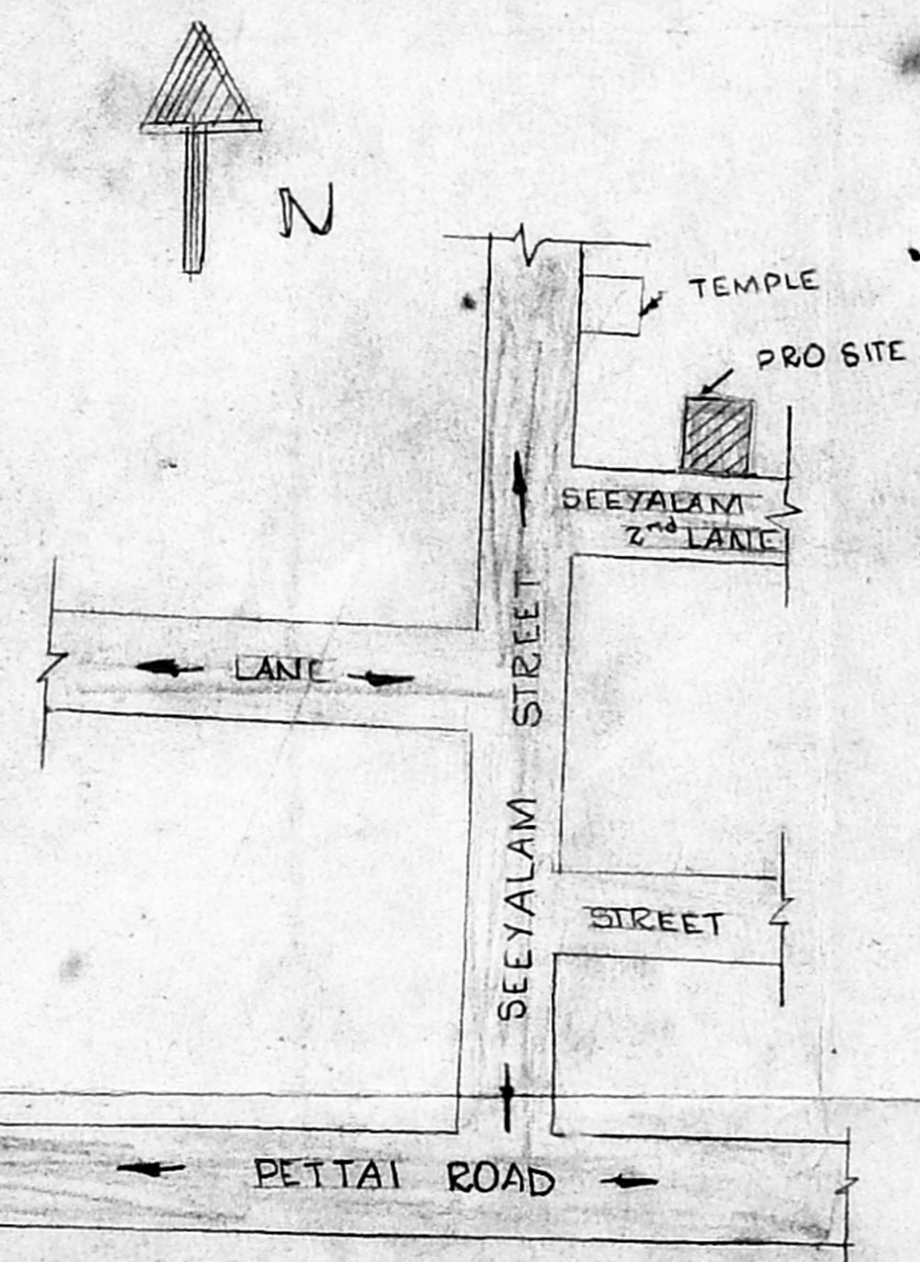 N
TEMPLE
PRO SITE
SEEYALAM
2nd LANE
LANE
SEEYALAM STREET
STREET
PETTAI ROAD